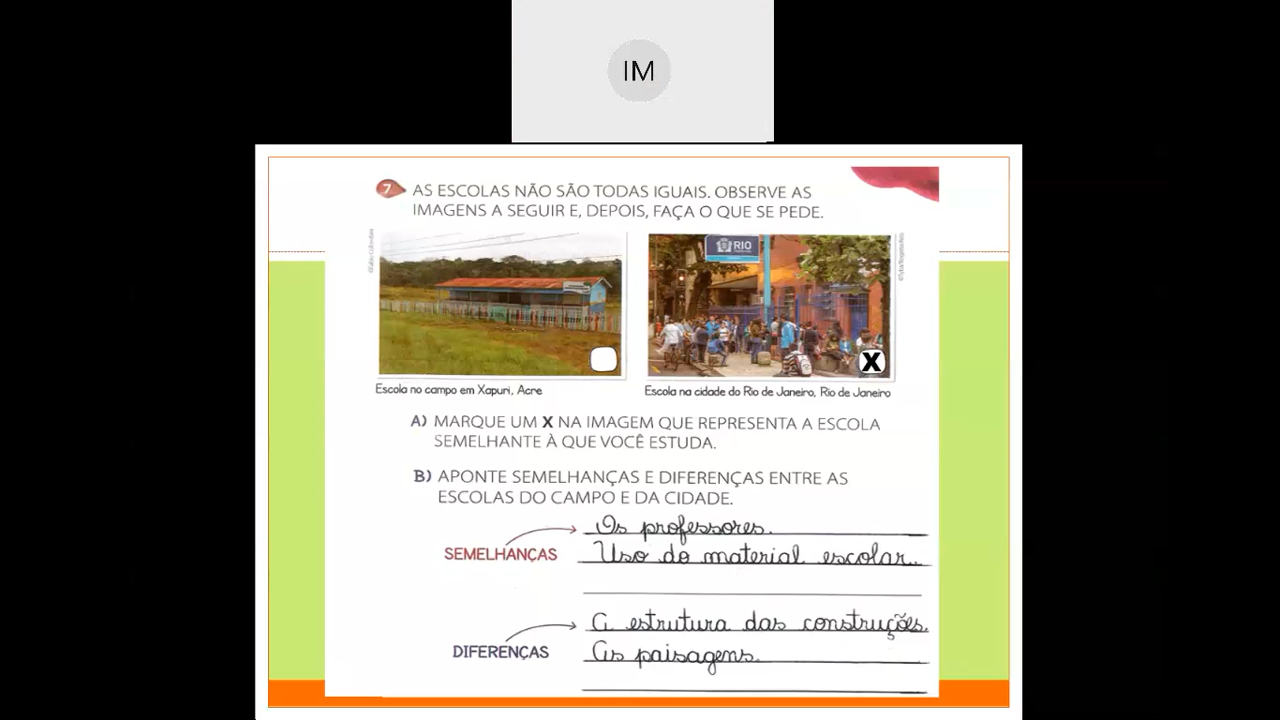 IM
7
AS ESCOLAS NÃO SÃO TODAS IGUAIS. OBSERVE AS
IMAGENS A SEGUIR E, DEPOIS, FAÇA O QUE SE PEDE.
RIO
X
Escola no campo em Xapuri, Acre
Escola na cidade do Rio de Janeiro, Rio de Janeiro
A) MARQUE UM X NA IMAGEM QUE REPRESENTA A ESCOLA
SEMELHANTE À QUE VOCÊ ESTUDA.
B) APONTE SEMELHANÇAS E DIFERENÇAS ENTRE AS
ESCOLAS DO CAMPO E DA CIDADE.
SEMELHANÇAS
Os professores.
Uso do material escolar.
DIFERENÇAS
A estrutura das construções.
As paisagens.